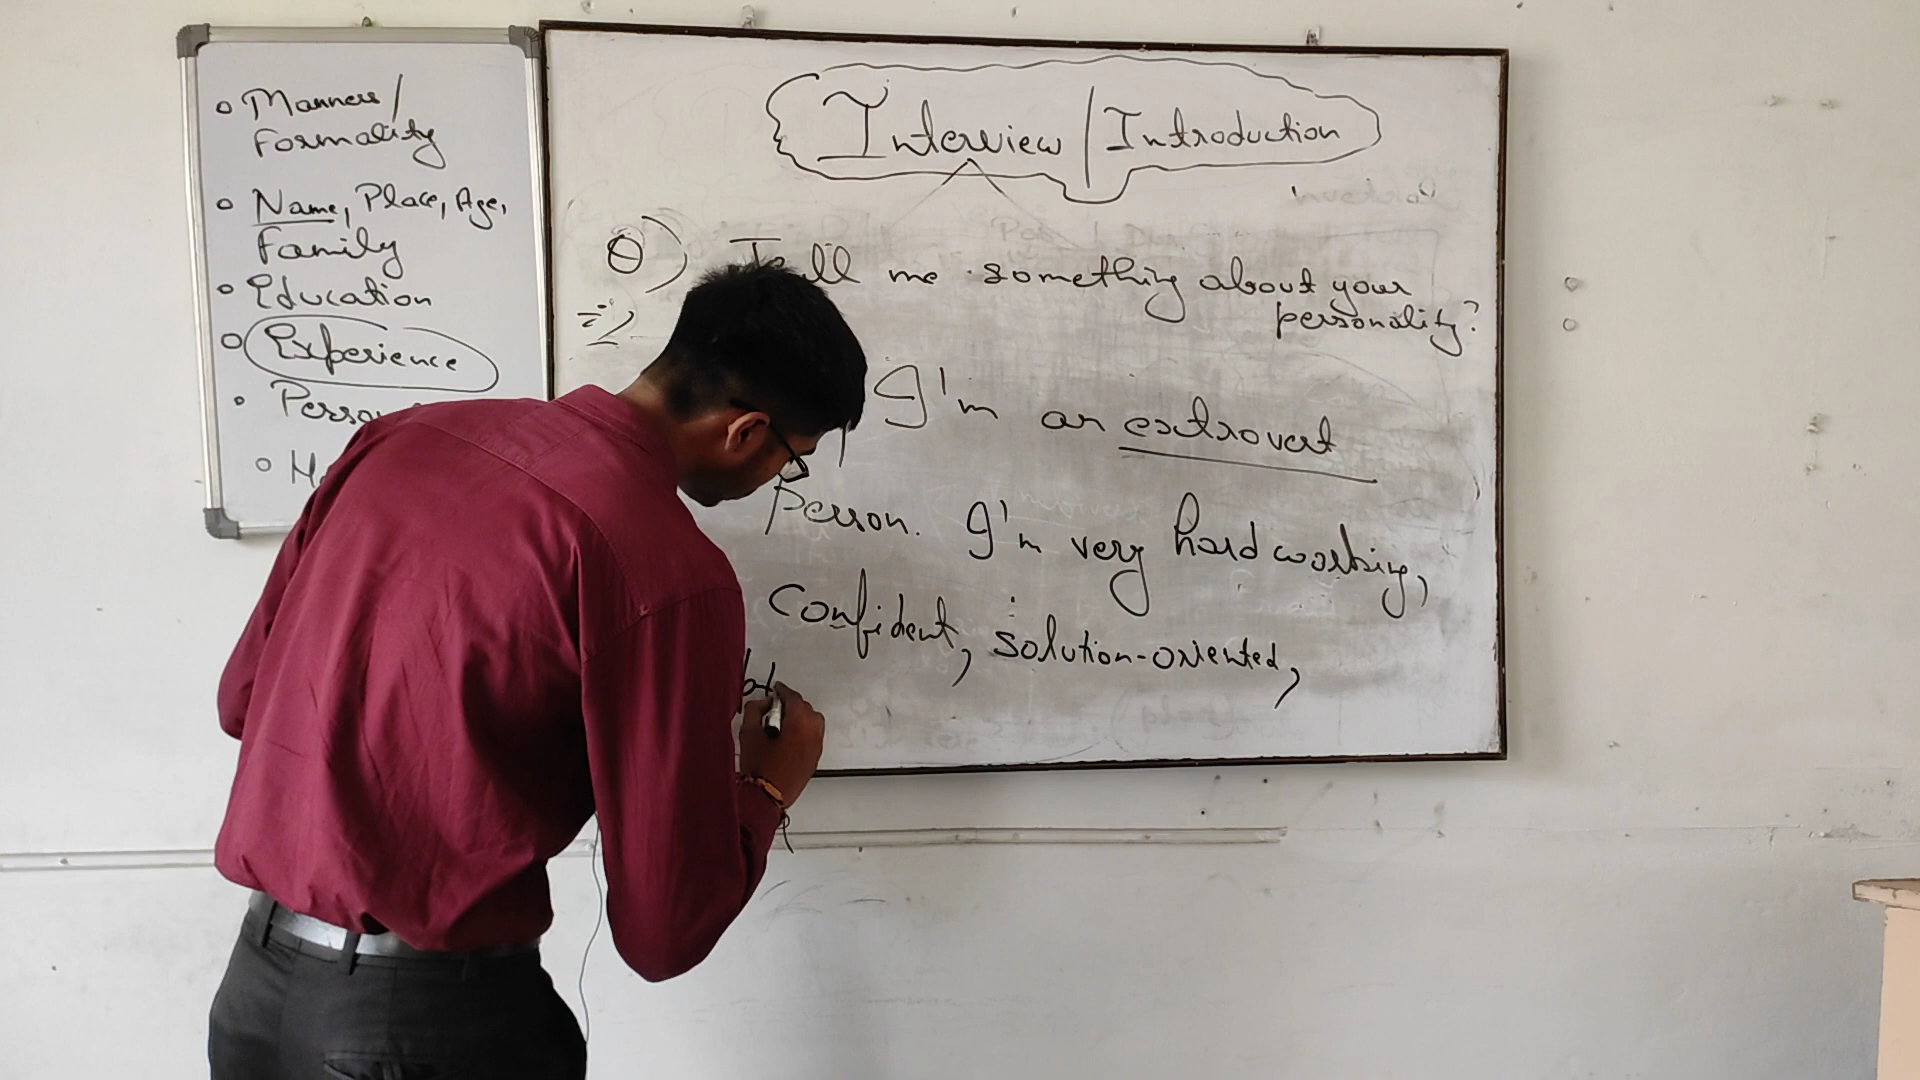 • Manners/
Formality
• Name, Place, Age,
Family
• Education
• Experience
Interview/Introduction
Q) Tell me something about your
personality?
I'm an extrovert
person. I'm very hard working,
Confident, solution-oriented,